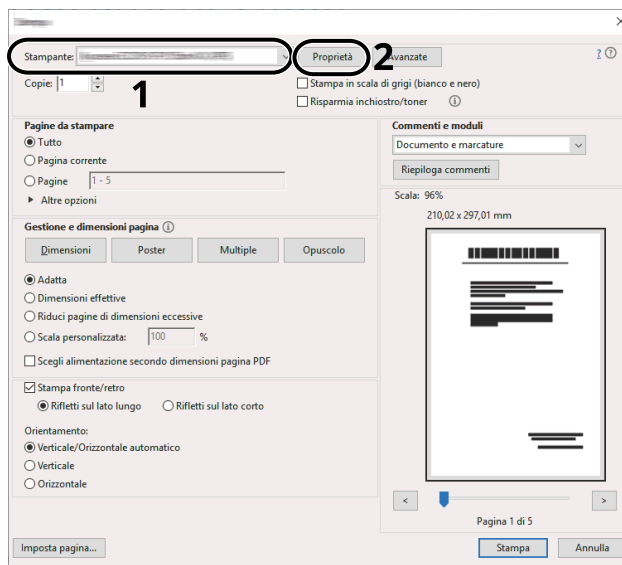 Stampante:
Proprietà
2
Avanzate
?
Copie: 1
1
Stampa in scala di grigi (bianco e nero)
Risparmia inchiostro/toner
Pagine da stampare
Tutto
Pagina corrente
Pagine 1 - 5
Altre opzioni
Gestione e dimensioni pagina
Dimensioni Poster Multiple Opuscolo
Adatta
Dimensioni effettive
Riduci pagine di dimensioni eccessive
Scala personalizzata: 100 %
Scegli alimentazione secondo dimensioni pagina PDF
Stampa fronte/retro
Rifletti sul lato lungo Rifletti sul lato corto
Orientamento:
Verticale/Orizzontale automatico
Verticale
Orizzontale
Commenti e moduli
Documento e marcature
Riepiloga commenti
Scala: 96%
210,02 x 297,01 mm
< >
Pagina 1 di 5
Imposta pagina... Stampa Annulla